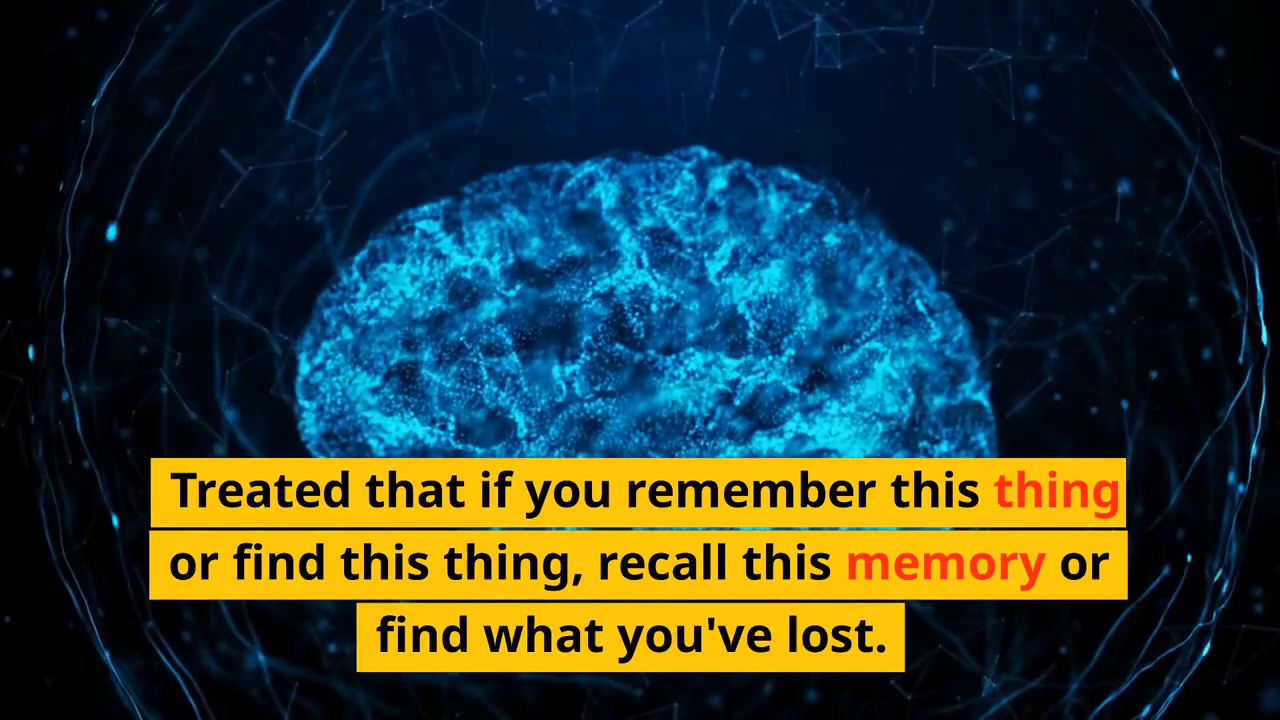 Treated that if you remember this thing
or find this thing, recall this memory or
find what you've lost.